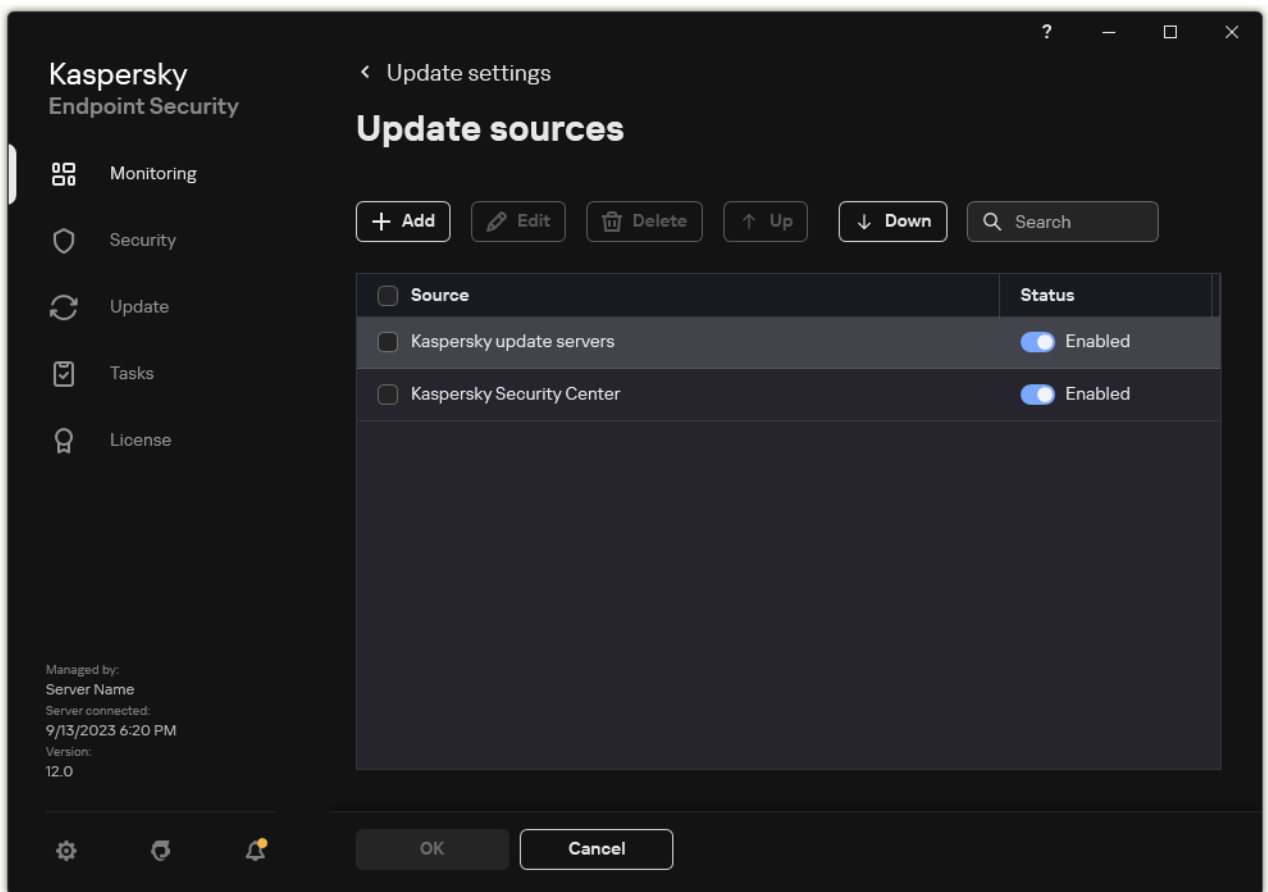 ?
Kaspersky
Endpoint Security
Monitoring
Security
Update
Tasks
License
Managed by:
Server Name
Server connected:
9/13/2023 6:20 PM
Version:
12.0
Update settings
Update sources
Add Edit Delete Up Down Search
Source Status
Kaspersky update servers Enabled
Kaspersky Security Center Enabled
OK Cancel